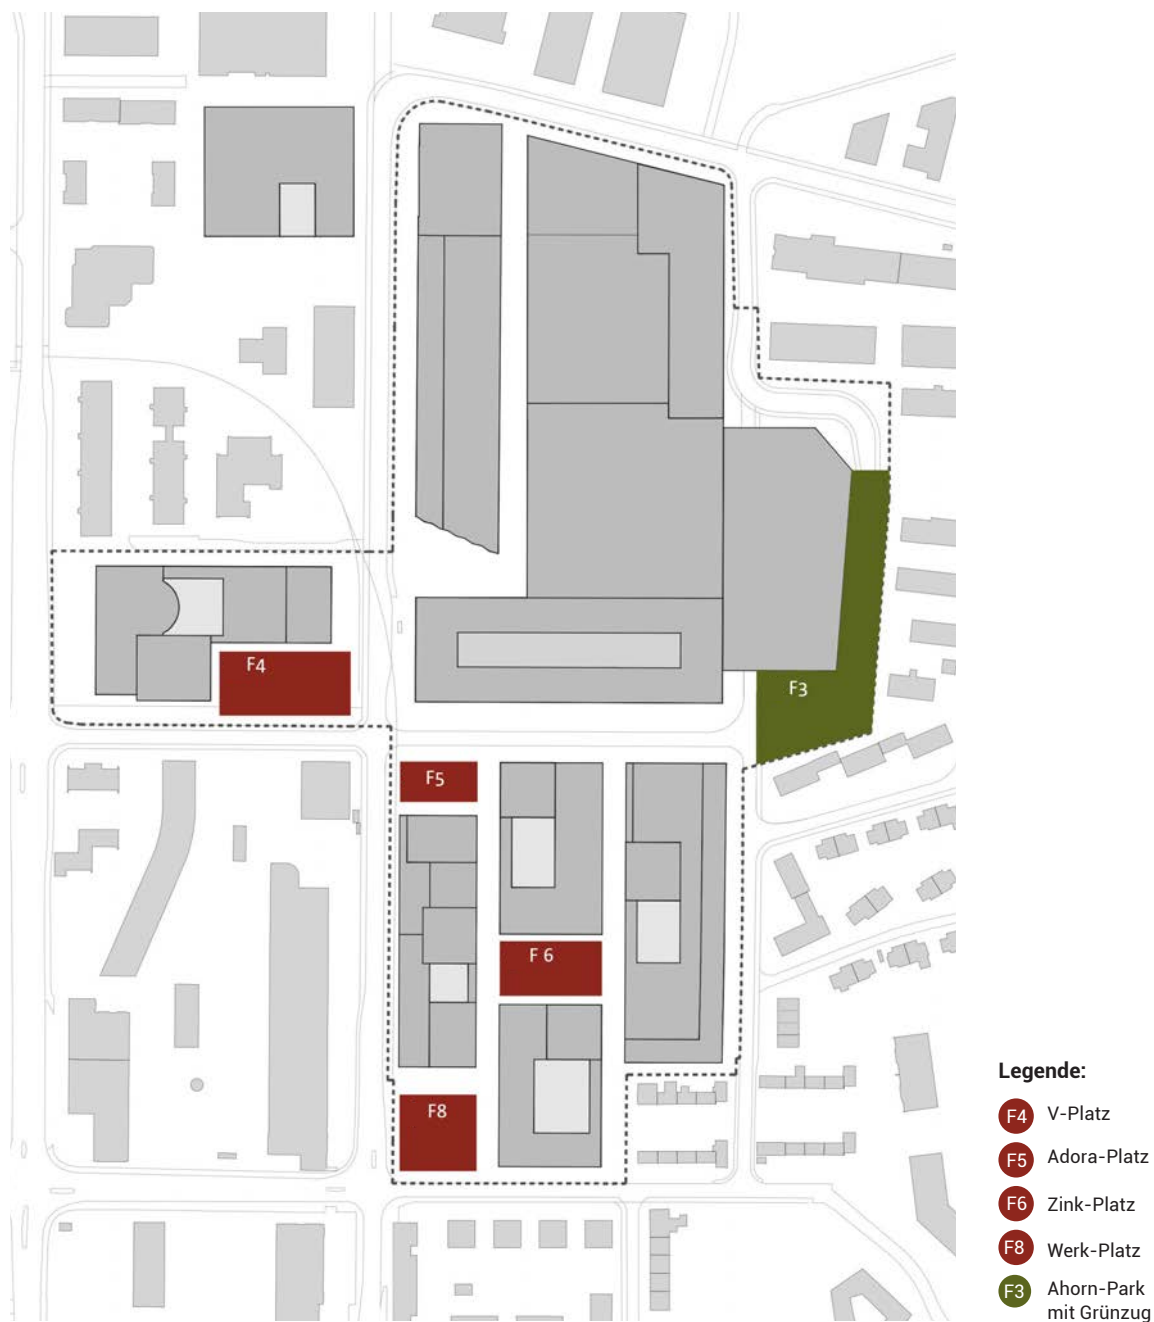 F4
F3
F5
F 6
F8
Legende:
F4 V-Platz
F5 Adora-Platz
F6 Zink-Platz
F8 Werk-Platz
F3 Ahorn-Park
mit Grünzug